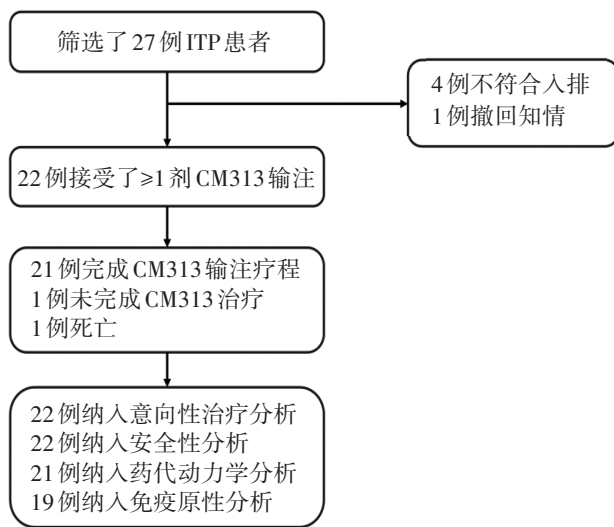 筛选了27例ITP患者
4例不符合入排
1例撤回知情
22例接受了≥1剂CM313输注
21例完成CM313输注疗程
1例未完成CM313治疗
1例死亡
22例纳入意向性治疗分析
22例纳入安全性分析
21例纳入药代动力学分析
19例纳入免疫原性分析